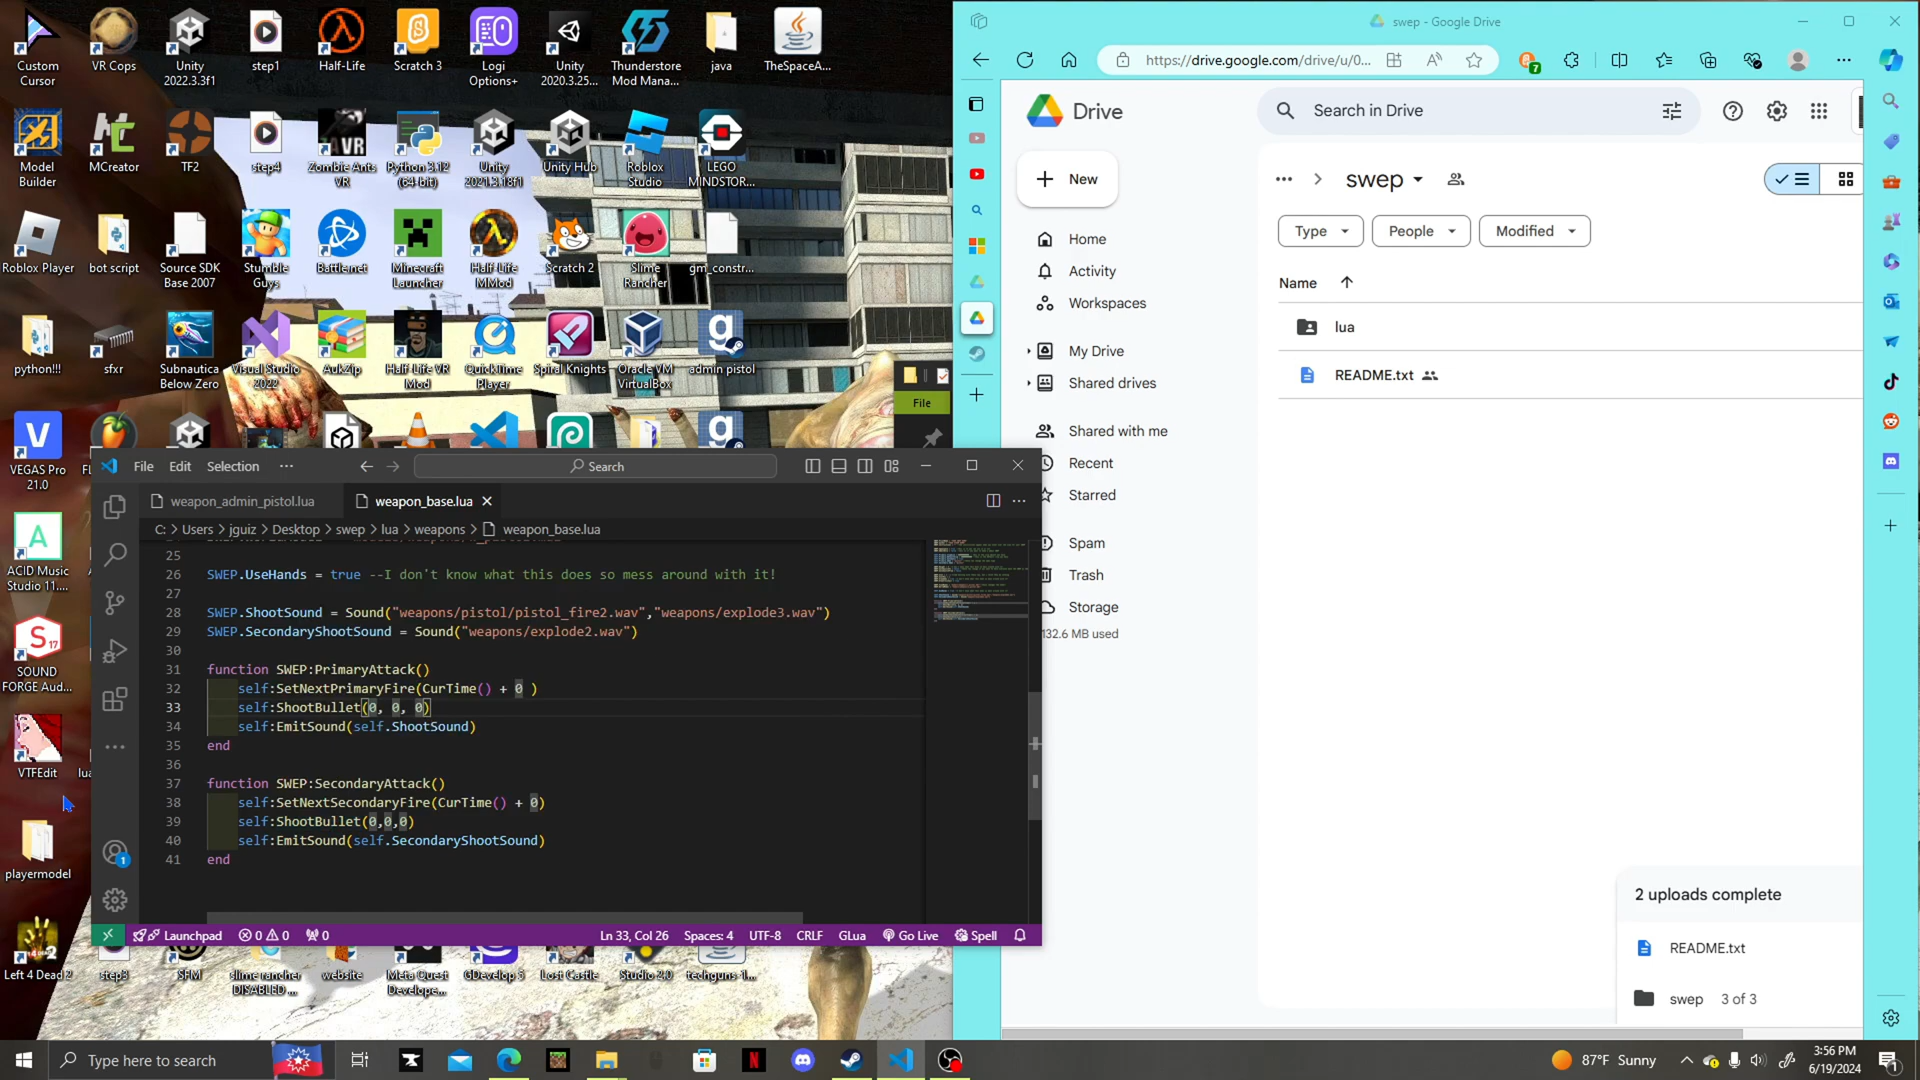 Custom
Cursor
VR Cops
Unity
2022.3.3f1
step1
Half-Life
Scratch 3
Logi
Options+
Unity
2020.3.25...
Thunderstore
Mod Mana...
java
TheSpaceA...
Model
Builder
MCreator
TF2
step4
Zombie Ants
VR
Python 3.12
(64-bit)
Unity
2021.3.18f1
Unity Hub
Roblox
Studio
LEGO
MINDSTOR...
Roblox Player
bot script
Source SDK
Base 2007
Stumble
Guys
Battle.net
Minecraft
Launcher
Half-Life
MMod
Scratch 2
Slime
Rancher
gm_constr...
python!!!
sfxr
Subnautica
Below Zero
Visual Studio
2022
AukZip
Half-Life VR
Mod
QuickTime
Player
Spiral Knights
Oracle VM
VirtualBox
admin pistol
VEGAS Pro
21.0
ACID Music
Studio 11....
SOUND
FORGE Aud...
VTFEdit
playermodel
Left 4 Dead 2
step3
SFM
slime rancher
DISABLED ...
website
Meta Quest
Develope...
GDevelop 5
Lost Castle
Studio 2.0
techguns-1...
File
File Edit Selection ... Search
weapon_admin_pistol.lua
weapon_base.lua
C: > Users > jguiz > Desktop > swep > lua > weapons > weapon_base.lua
25
26 SWEP.UseHands = true --I don't know what this does so mess around with it!
27
28 SWEP.ShootSound = Sound("weapons/pistol/pistol_fire2.wav","weapons/explode3.wav")
29 SWEP.SecondaryShootSound = Sound("weapons/explode2.wav")
30
31 function SWEP:PrimaryAttack()
32 self:SetNextPrimaryFire(CurTime() + 0 )
33 self:ShootBullet(0, 0, 0)
34 self:EmitSound(self.ShootSound)
35 end
36
37 function SWEP:SecondaryAttack()
38 self:SetNextSecondaryFire(CurTime() + 0)
39 self:ShootBullet(0,0,0)
40 self:EmitSound(self.SecondaryShootSound)
41 end
1
Launchpad 0 0 0 Ln 33, Col 26 Spaces: 4 UTF-8 CRLF GLua Go Live Spell
swep - Google Drive
https://drive.google.com/drive/u/0...
7
Drive
Search in Drive
New
swep
Type
People
Modified
Home
Activity
Workspaces
My Drive
Shared drives
Shared with me
Recent
Starred
Spam
Trash
Storage
132.6 MB used
Name
lua
README.txt
2 uploads complete
README.txt
swep 3 of 3
Type here to search
87°F Sunny
3:56 PM
6/19/2024
1